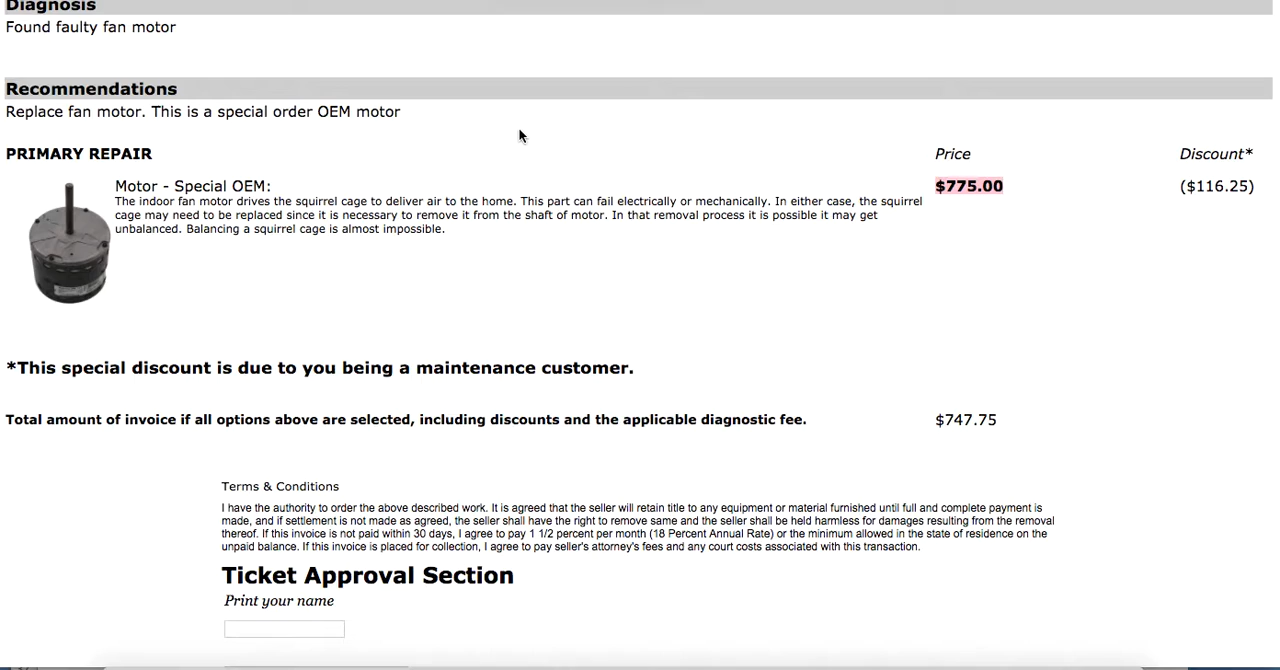 Diagnosis
Found faulty fan motor
Recommendations
Replace fan motor. This is a special order OEM motor
PRIMARY REPAIR Price Discount*
Motor - Special OEM: $775.00 ($116.25)
The indoor fan motor drives the squirrel cage to deliver air to the home. This part can fail electrically or mechanically. In either case, the squirrel
cage may need to be replaced since it is necessary to remove it from the shaft of motor. In that removal process it is possible it may get
unbalanced. Balancing a squirrel cage is almost impossible.
*This special discount is due to you being a maintenance customer.
Total amount of invoice if all options above are selected, including discounts and the applicable diagnostic fee. $747.75
Terms & Conditions
I have the authority to order the above described work. It is agreed that the seller will retain title to any equipment or material furnished until full and complete payment is
made, and if settlement is not made as agreed, the seller shall have the right to remove same and the seller shall be held harmless for damages resulting from the removal
thereof. If this invoice is not paid within 30 days, I agree to pay 1 1/2 percent per month (18 Percent Annual Rate) or the minimum allowed in the state of residence on the
unpaid balance. If this invoice is placed for collection, I agree to pay seller's attorney's fees and any court costs associated with this transaction.
Ticket Approval Section
Print your name